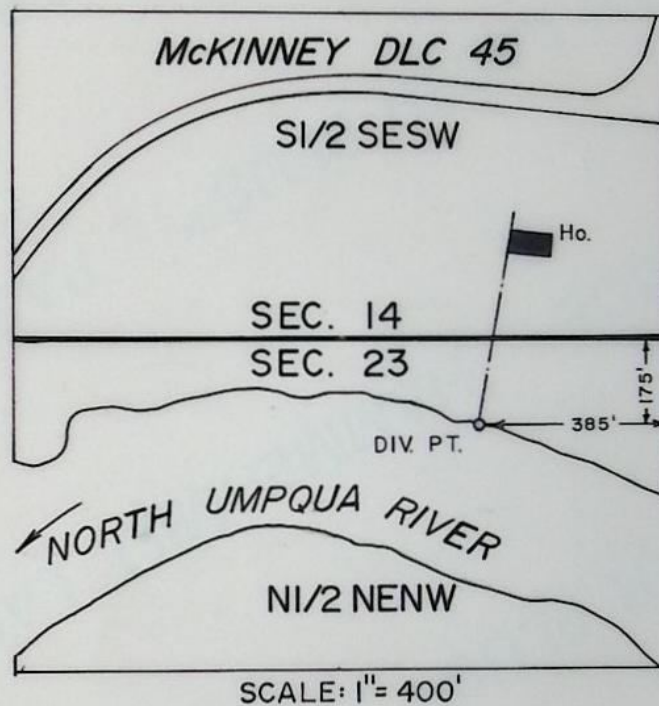 McKINNEY DLC 45
S1/2 SESW
Ho.
SEC. 14
SEC. 23
175'
385'
DIV. PT.
NORTH UMPQUA RIVER
N1/2 NENW
SCALE: 1"= 400'